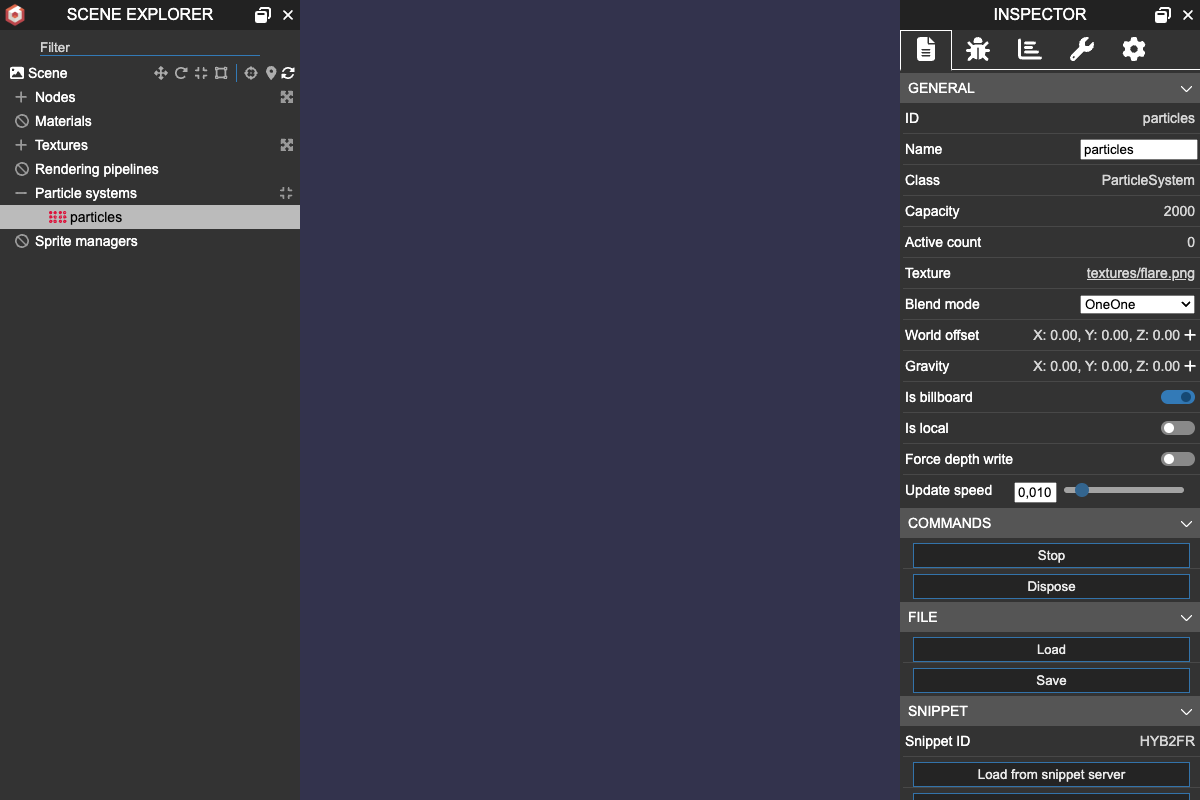 SCENE EXPLORER
Filter
Scene
Nodes
Materials
Textures
Rendering pipelines
Particle systems
particles
Sprite managers
INSPECTOR
GENERAL
ID particles
Name particles
Class ParticleSystem
Capacity 2000
Active count 0
Texture textures/flare.png
Blend mode OneOne
World offset X: 0.00, Y: 0.00, Z: 0.00
Gravity X: 0.00, Y: 0.00, Z: 0.00
Is billboard
Is local
Force depth write
Update speed 0,010
COMMANDS
Stop
Dispose
FILE
Load
Save
SNIPPET
Snippet ID HYB2FR
Load from snippet server